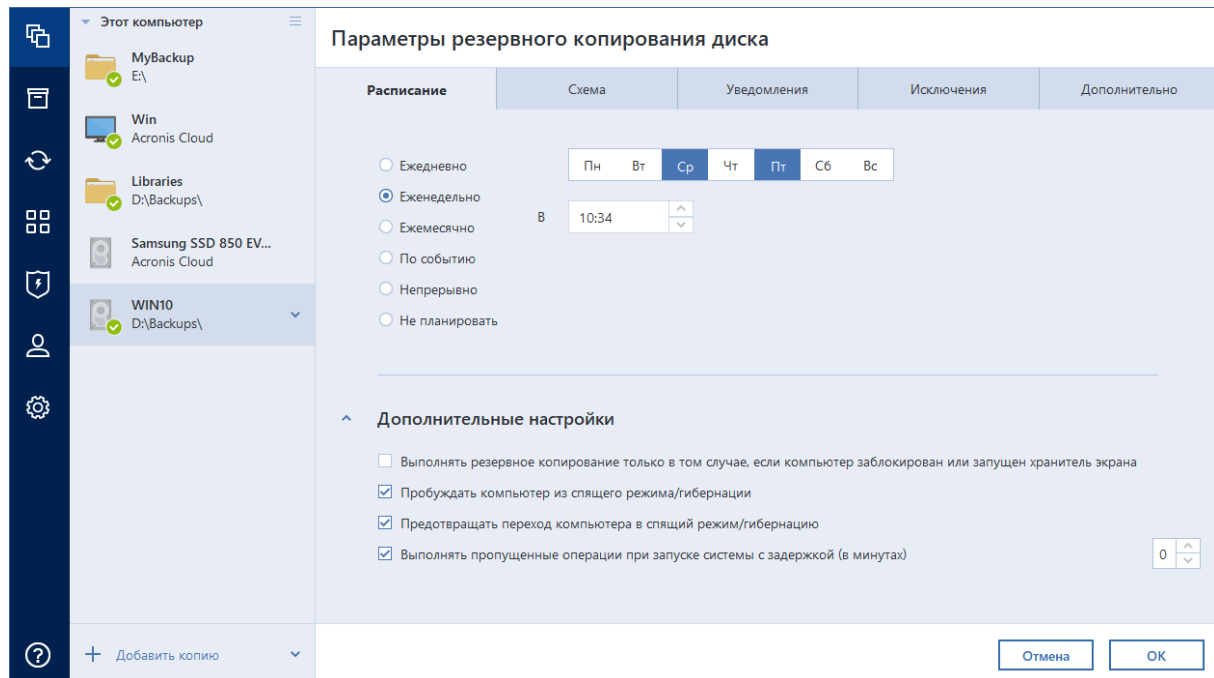 Этот компьютер
MyBackup
E:\
Win
Acronis Cloud
Libraries
D:\Backups\
Samsung SSD 850 EV...
Acronis Cloud
WIN10
D:\Backups\
Добавить копию
Параметры резервного копирования диска
Расписание Схема Уведомления Исключения Дополнительно
Ежедневно
Еженедельно
Ежемесячно
По событию
Непрерывно
Не планировать
Пн Вт Ср Чт Пт Сб Вс
В 10:34
Дополнительные настройки
Выполнять резервное копирование только в том случае, если компьютер заблокирован или запущен хранитель экрана
Пробуждать компьютер из спящего режима/гибернации
Предотвращать переход компьютера в спящий режим/гибернацию
Выполнять пропущенные операции при запуске системы с задержкой (в минутах) 0
Отмена OK